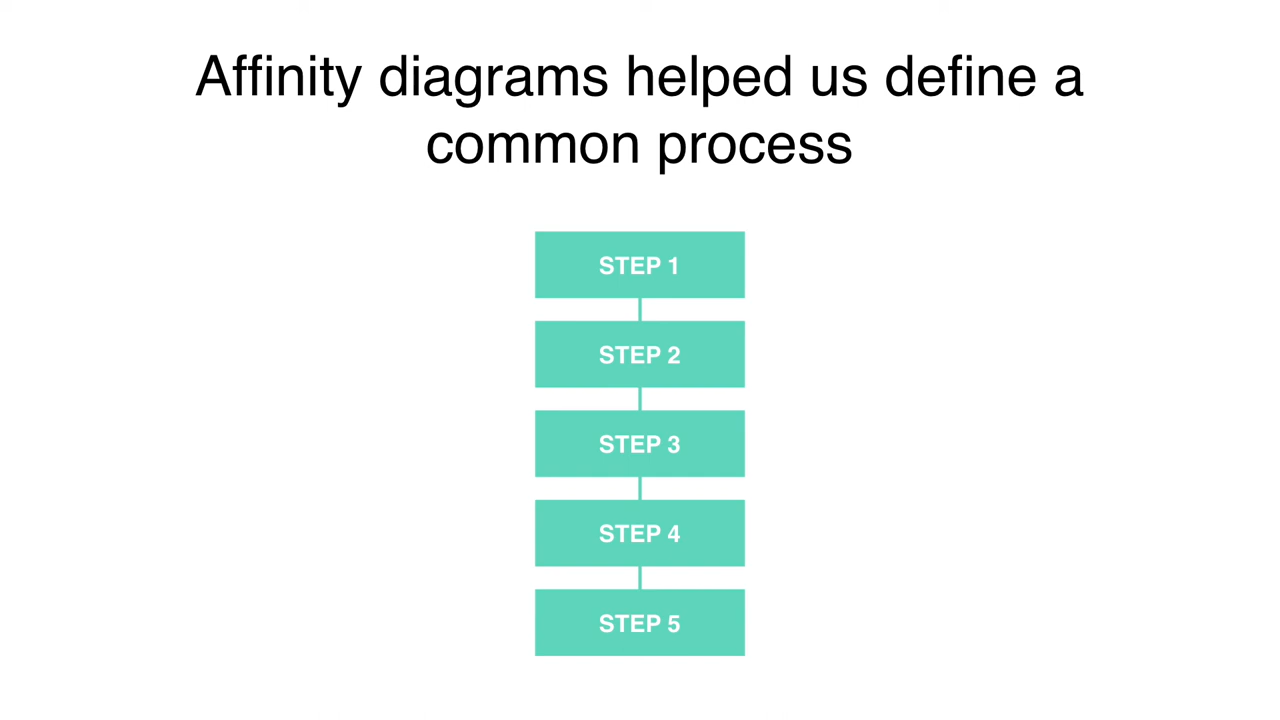 Affinity diagrams helped us define a
common process
STEP 1
STEP 2
STEP 3
STEP 4
STEP 5